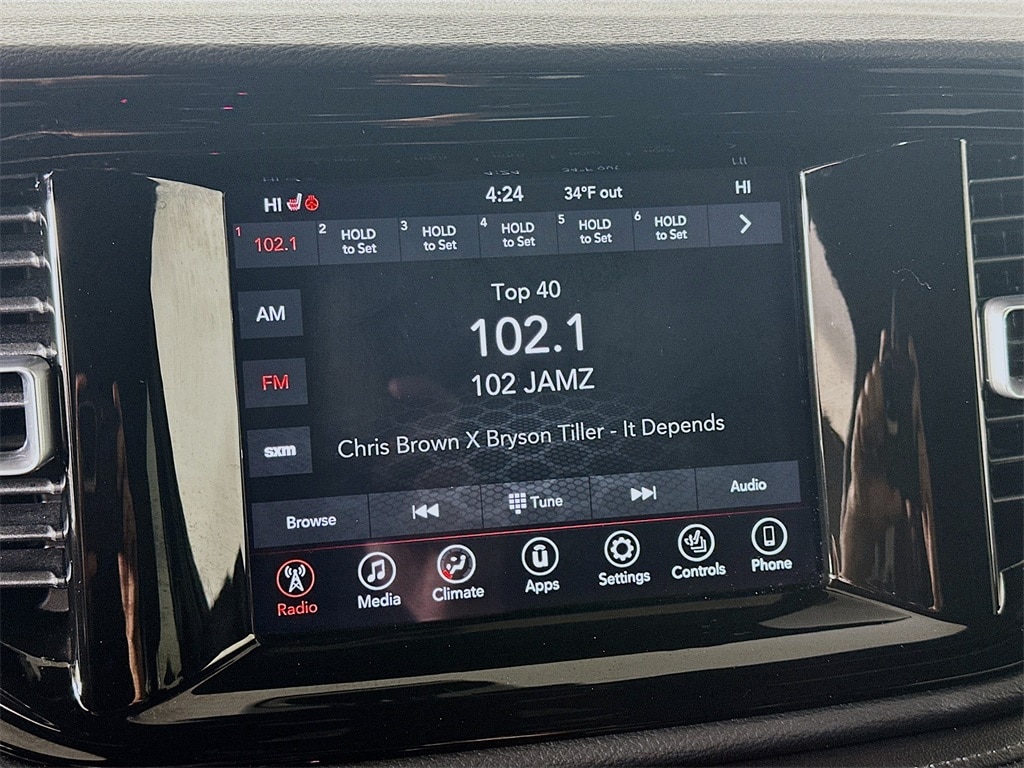 HI 4:24 34°F out HI
1 102.1 2 HOLD to Set 3 HOLD to Set 4 HOLD to Set 5 HOLD to Set 6 HOLD to Set
AM
FM
sxm
Top 40
102.1
102 JAMZ
Chris Brown X Bryson Tiller - It Depends
Browse Tune Audio
Radio Media Climate Apps Settings Controls Phone